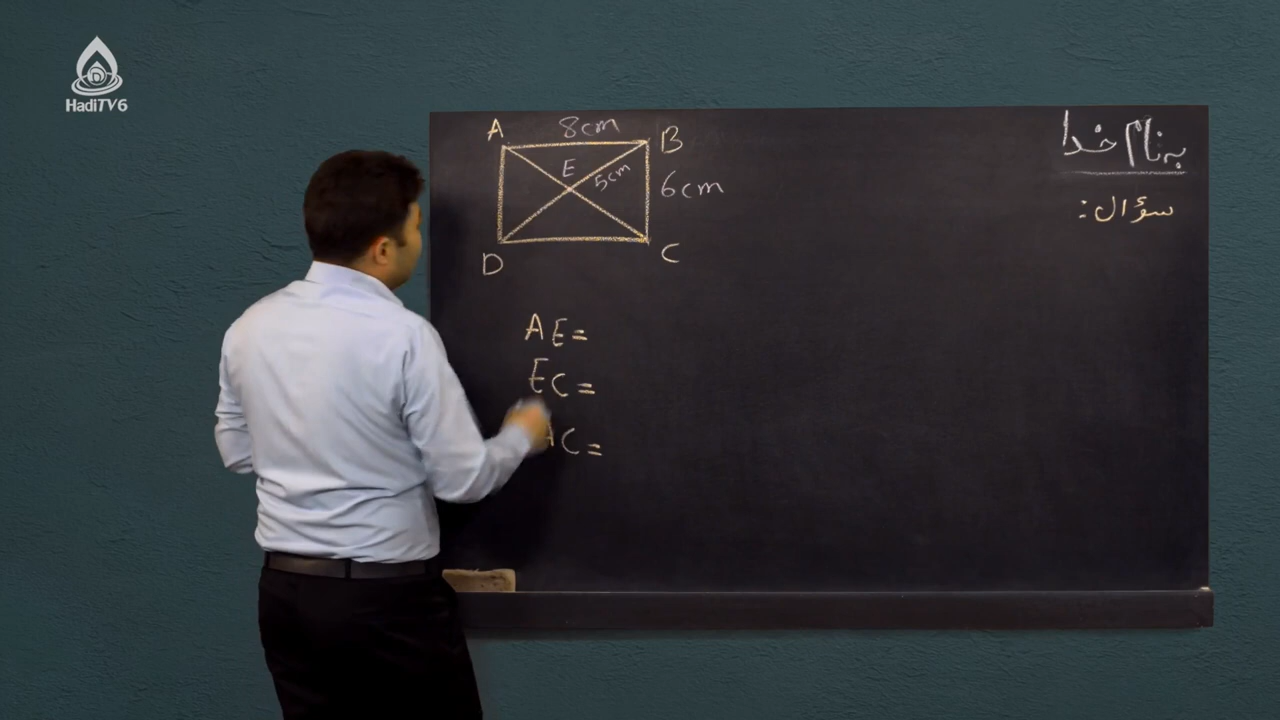 HadiTV6
به نام خدا
سؤال:
A 8cm B
E 5cm 6cm
D C
AE=
EC=
AC=